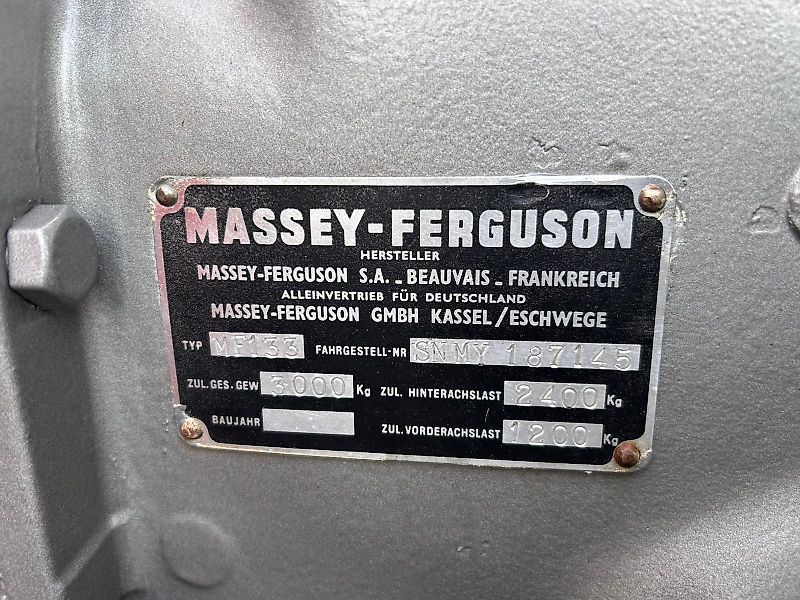 MASSEY-FERGUSON
HERSTELLER
MASSEY-FERGUSON S.A. - BEAUVAIS - FRANKREICH
ALLEINVERTRIEB FÜR DEUTSCHLAND
MASSEY-FERGUSON GMBH KASSEL/ESCHWEGE
TYP MF133 FAHRGESTELL-NR SNMY 187145
ZUL.GES.GEW 3000 Kg ZUL. HINTERACHSLAST 2400 Kg
BAUJAHR ZUL.VORDERACHSLAST 1200 Kg